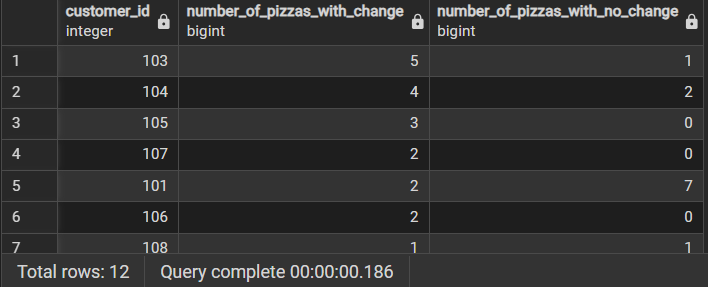 customer_id number_of_pizzas_with_change number_of_pizzas_with_no_change
integer bigint bigint
1 103 5 1
2 104 4 2
3 105 3 0
4 107 2 0
5 101 2 7
6 106 2 0
7 108 1 1
Total rows: 12 Query complete 00:00:00.186